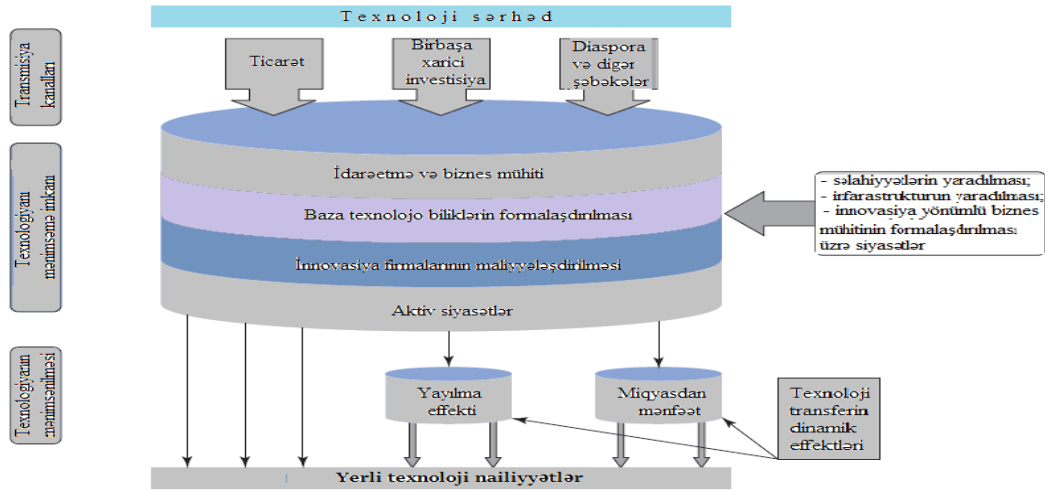 Texnoloji sərhəd
Transmisiya
kanalları
Ticarət
Birbaşa
xarici
investisiya
Diaspora
və digər
şəbəkələr
Texnologiyanı
mənimsəmə imkanı
İdarəetmə və biznes mühiti
Baza texnolojo biliklərin formalaşdırılması
İnnovasiya firmalarının maliyyələşdirilməsi
Aktiv siyasətlər
- səlahiyyətlərin yaradılması;
- irfarastrukturun yaradılması;
- innovasiya yönümlü biznes
mühitinin formalaşdırılması
üzrə siyasətlər
Texnologiyanın
mənimsənilməsi
Yayılma
effekti
Miqyasdan
mənfəət
Texnoloji
transferin
dinamik
effektləri
Yerli texnoloji nailiyyətlər